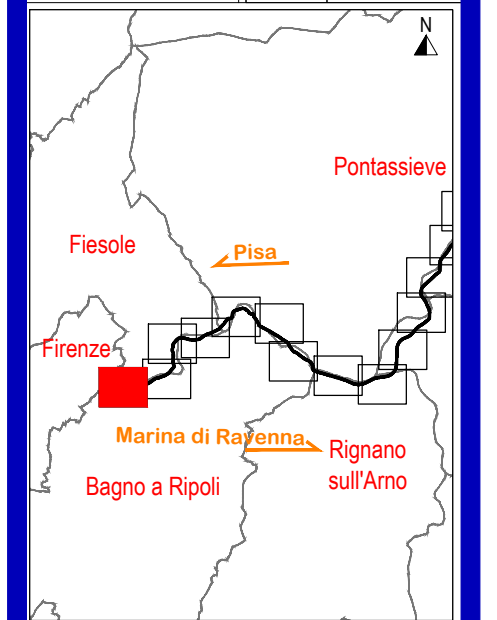 N
Pontassieve
Fiesole
Pisa
Firenze
Marina di Ravenna
Rignano
sull'Arno
Bagno a Ripoli